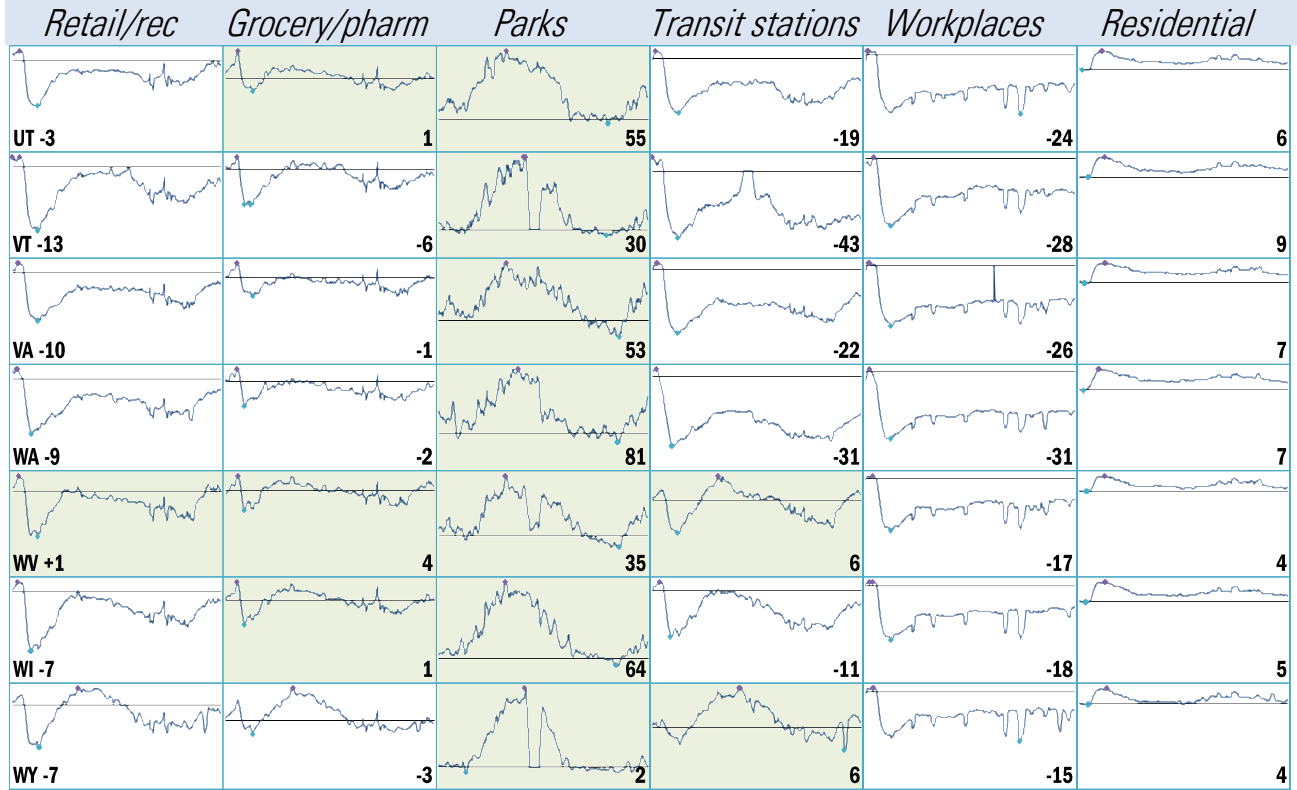 Retail/rec Grocery/pharm Parks Transit stations Workplaces Residential
UT -3 1 55 -19 -24 6
VT -13 -6 30 -43 -28 9
VA -10 -1 53 -22 -26 7
WA -9 -2 81 -31 -31 7
WV +1 4 35 6 -17 4
WI -7 1 64 -11 -18 5
WY -7 -3 2 6 -15 4